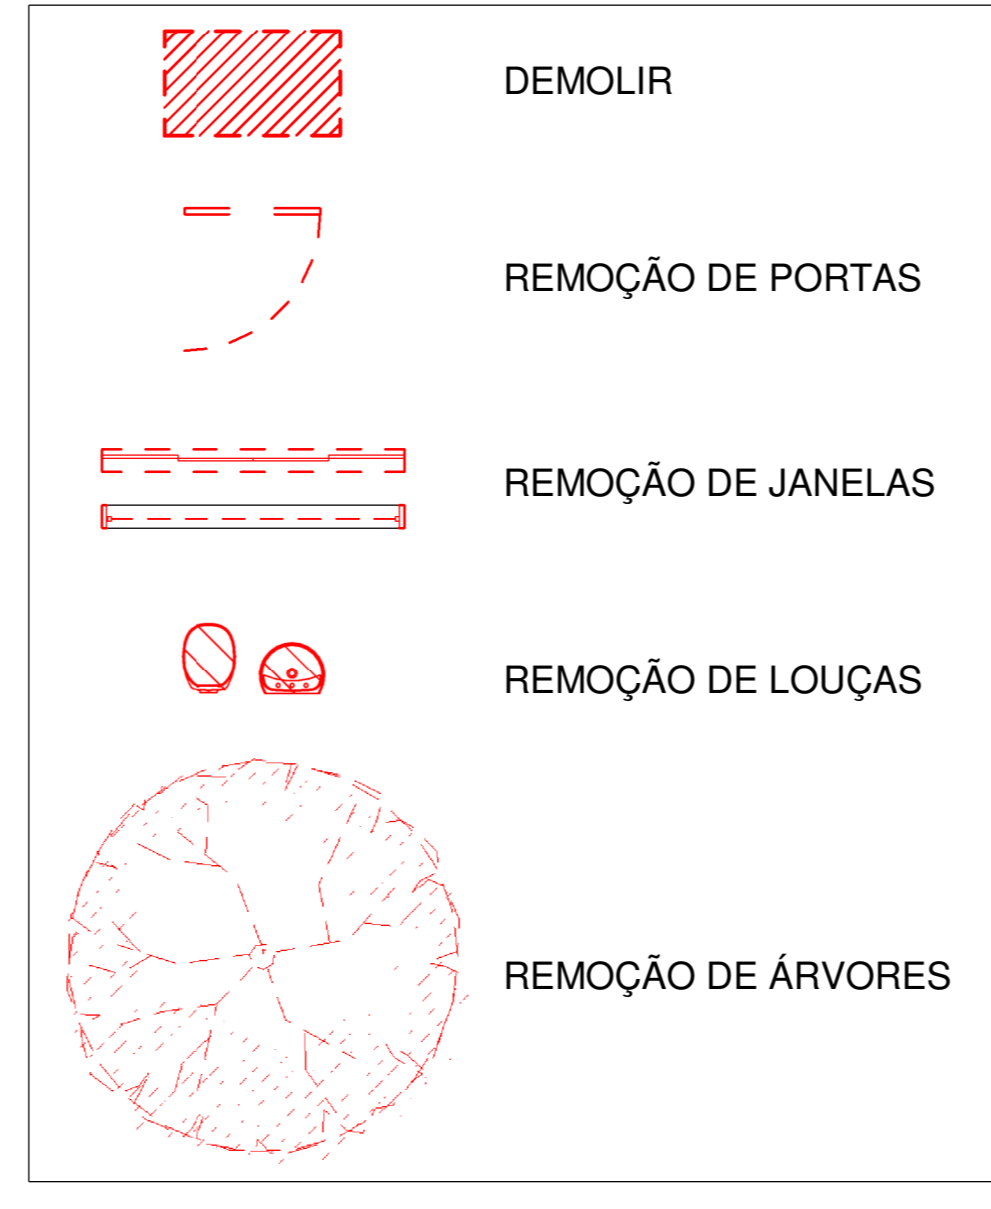 DEMOLIR
REMOÇÃO DE PORTAS
REMOÇÃO DE JANELAS
REMOÇÃO DE LOUÇAS
REMOÇÃO DE ÁRVORES